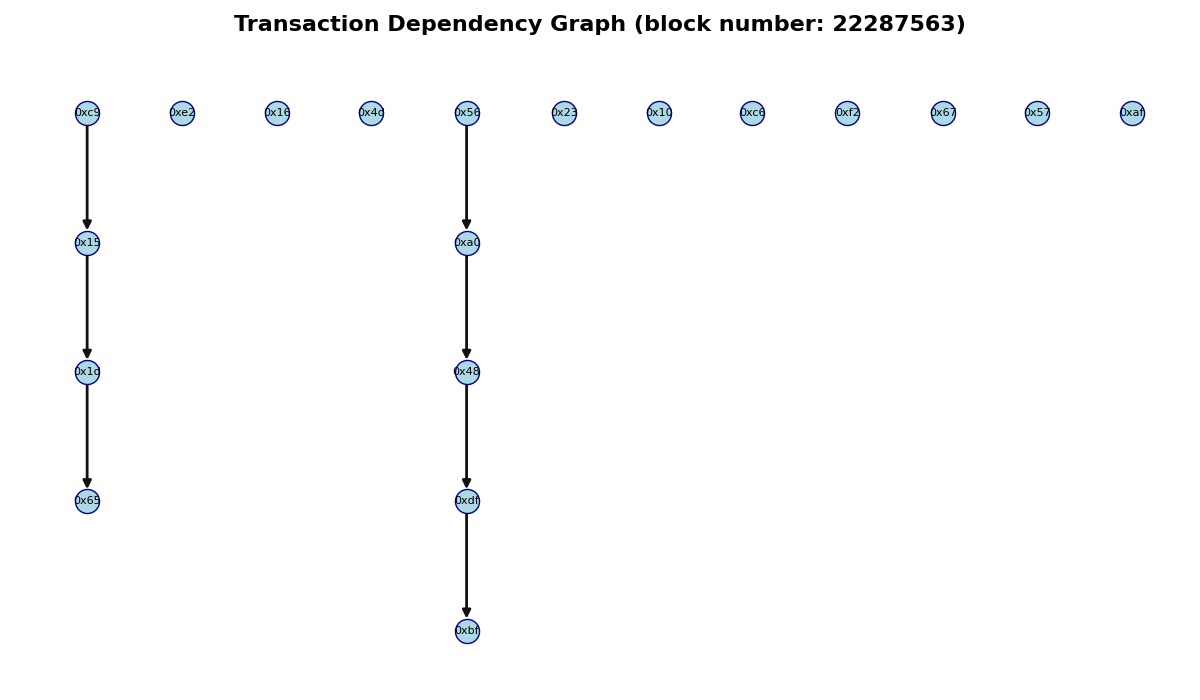 Transaction Dependency Graph (block number: 22287563)
0xc9 0xe2 0x16 0x4d 0x56 0x23 0x10 0xc6 0xf2 0x67 0x57 0xaf
0x15 0xa0
0x1d 0x48
0x65 0xdf
0xbf